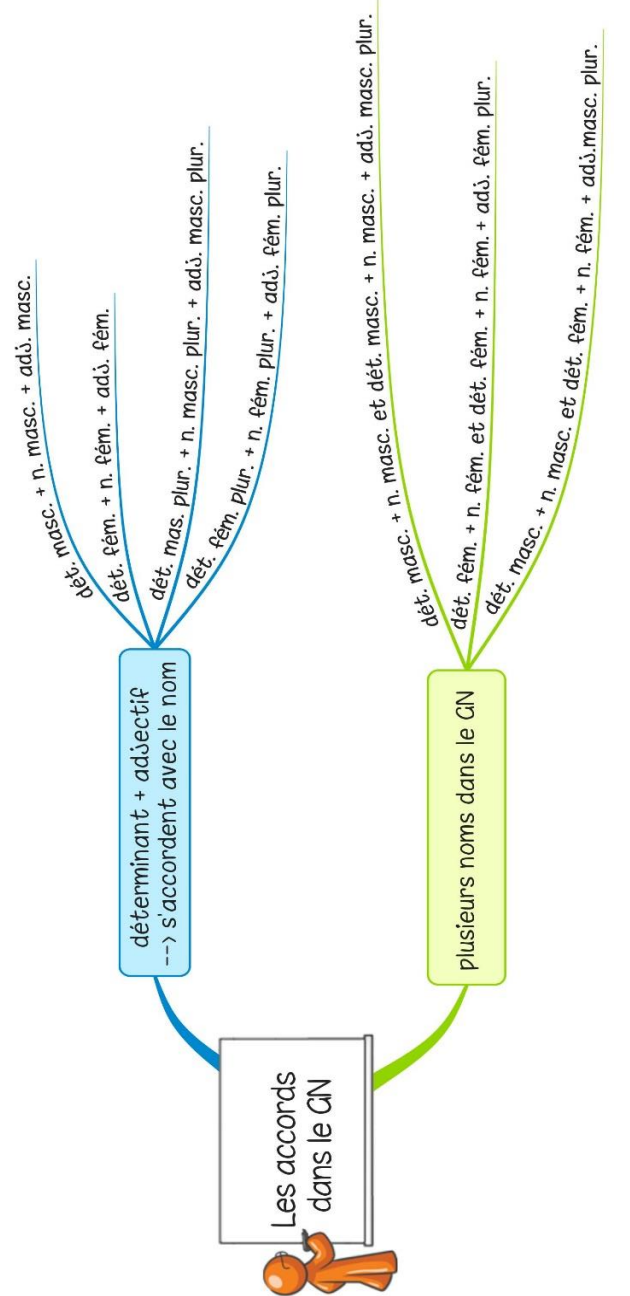 Les accords
dans le GN
déterminant + adjectif
--> s'accordent avec le nom
dét. masc. + n. masc. + adj. masc.
dét. fém. + n. fém. + adj. fém.
dét. mas. plur. + n. masc. plur. + adj. masc. plur.
dét. fém. plur. + n. fém. plur. + adj. fém. plur.
plusieurs noms dans le GN
dét. masc. + n. masc. et dét. masc. + n. masc. + adj. masc. plur.
dét. fém. + n. fém. et dét. fém. + n. fém. + adj. fém. plur.
dét. masc. + n. masc. et dét. fém. + n. fém. + adj.masc. plur.